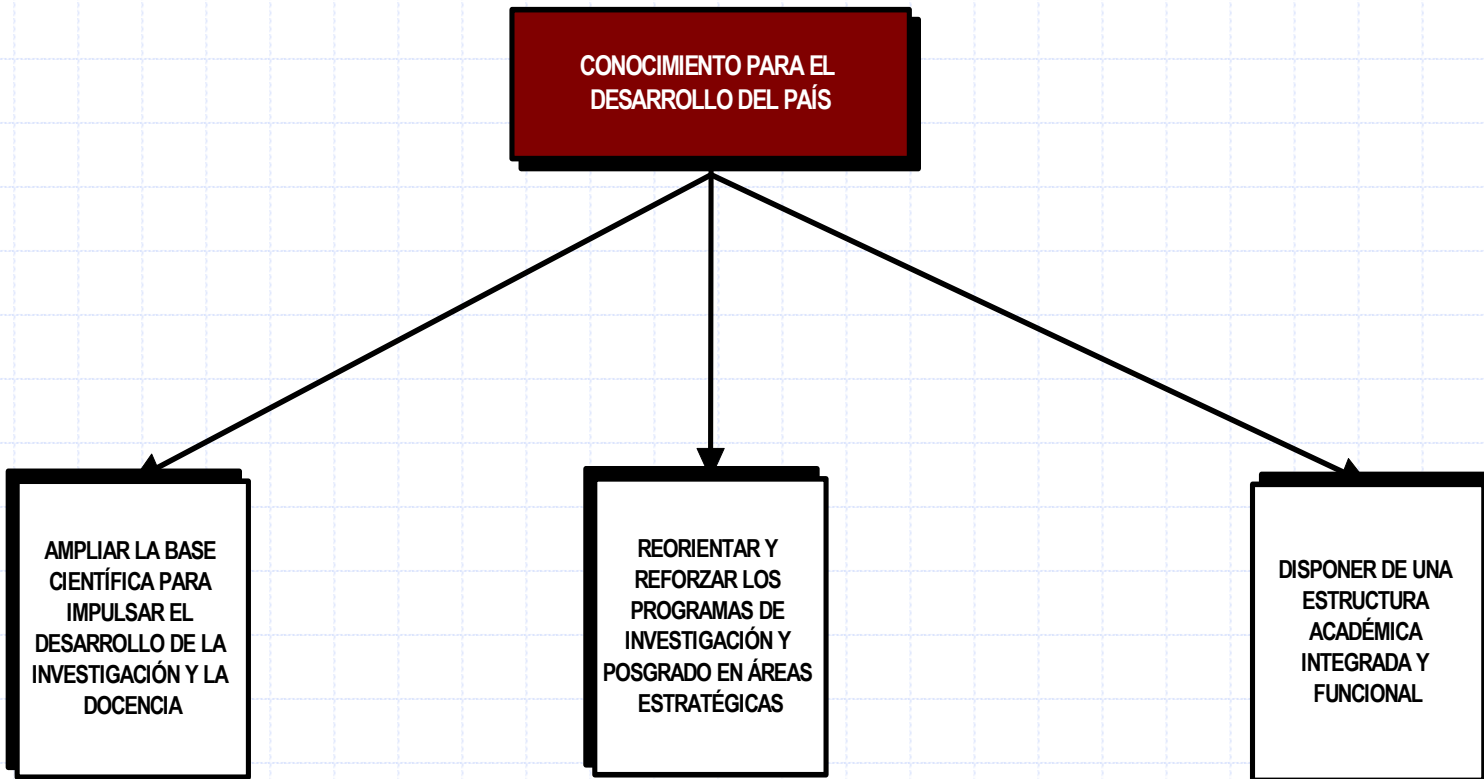 CONOCIMIENTO PARA EL
DESARROLLO DEL PAÍS
AMPLIAR LA BASE
CIENTÍFICA PARA
IMPULSAR EL
DESARROLLO DE LA
INVESTIGACIÓN Y LA
DOCENCIA
REORIENTAR Y
REFORZAR LOS
PROGRAMAS DE
INVESTIGACIÓN Y
POSGRADO EN ÁREAS
ESTRATÉGICAS
DISPONER DE UNA
ESTRUCTURA
ACADÉMICA
INTEGRADA Y
FUNCIONAL